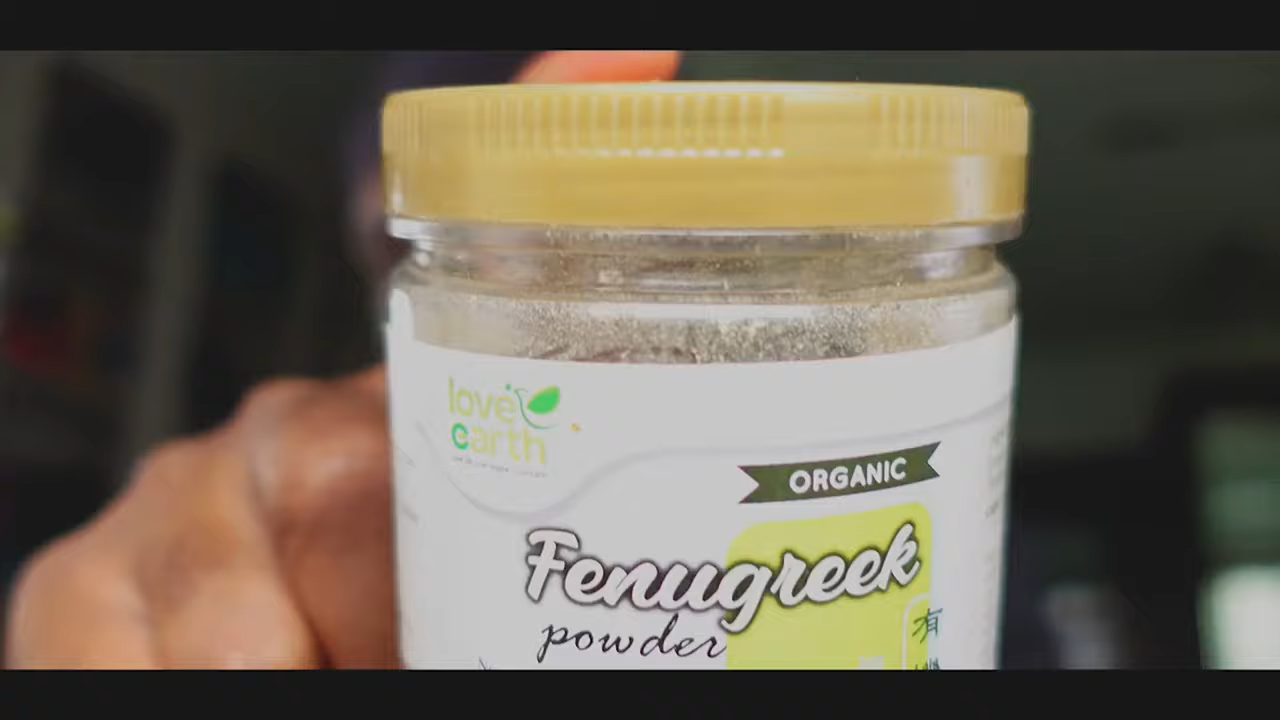 love
earth
ORGANIC
Fenugreek
powder
有